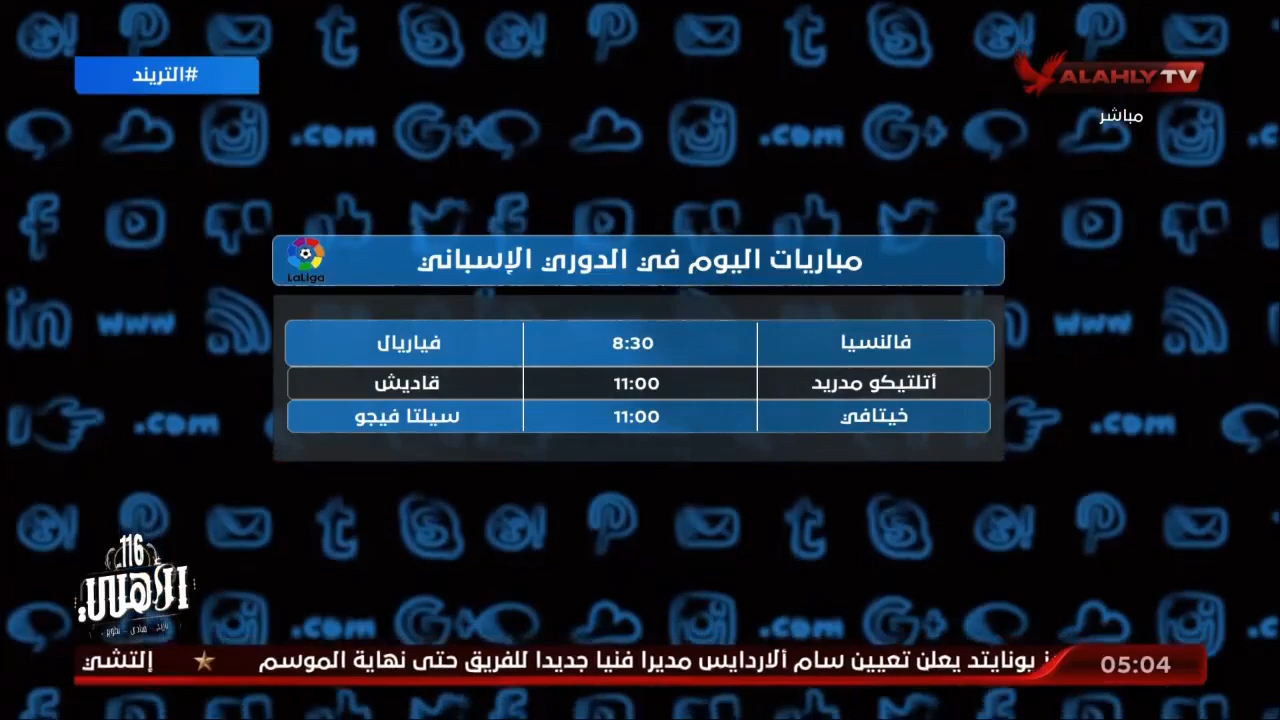 #التريند
ALAHLY TV
مباشر
مباريات اليوم في الدوري الإسباني
LaLiga
فالنسيا 8:30 فياريال
أتلتيكو مدريد 11:00 قاديش
خيتافي 11:00 سيلتا فيجو
116
الأهلي
بونايتد يعلن تعيين سام ألاردايس مديرا فنيا جديدا للفريق حتى نهاية الموسم ★ إلتشي
05:04